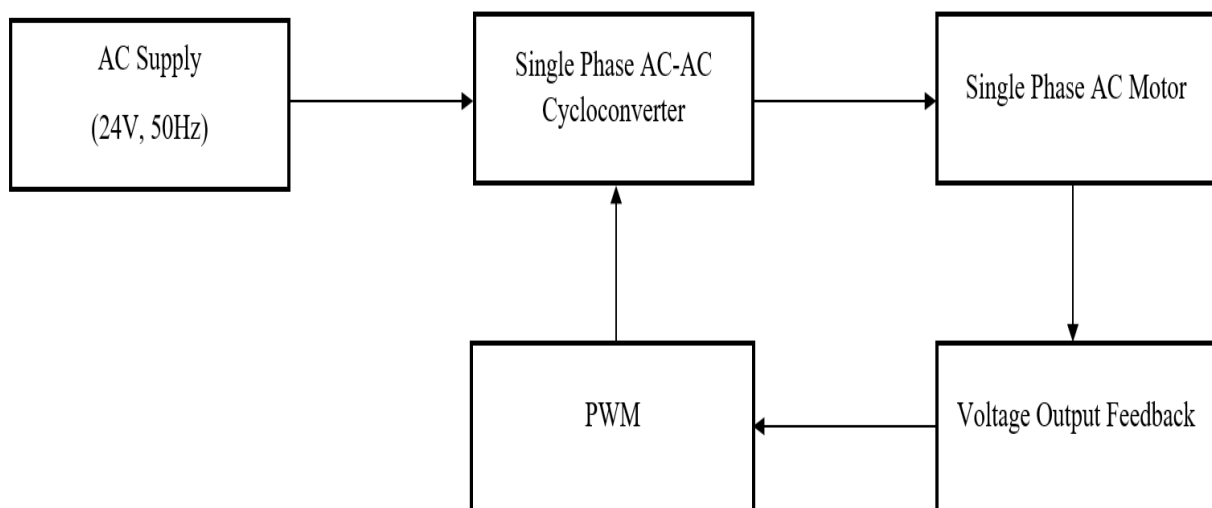 AC Supply
(24V, 50Hz)
Single Phase AC-AC
Cycloconverter
Single Phase AC Motor
PWM
Voltage Output Feedback